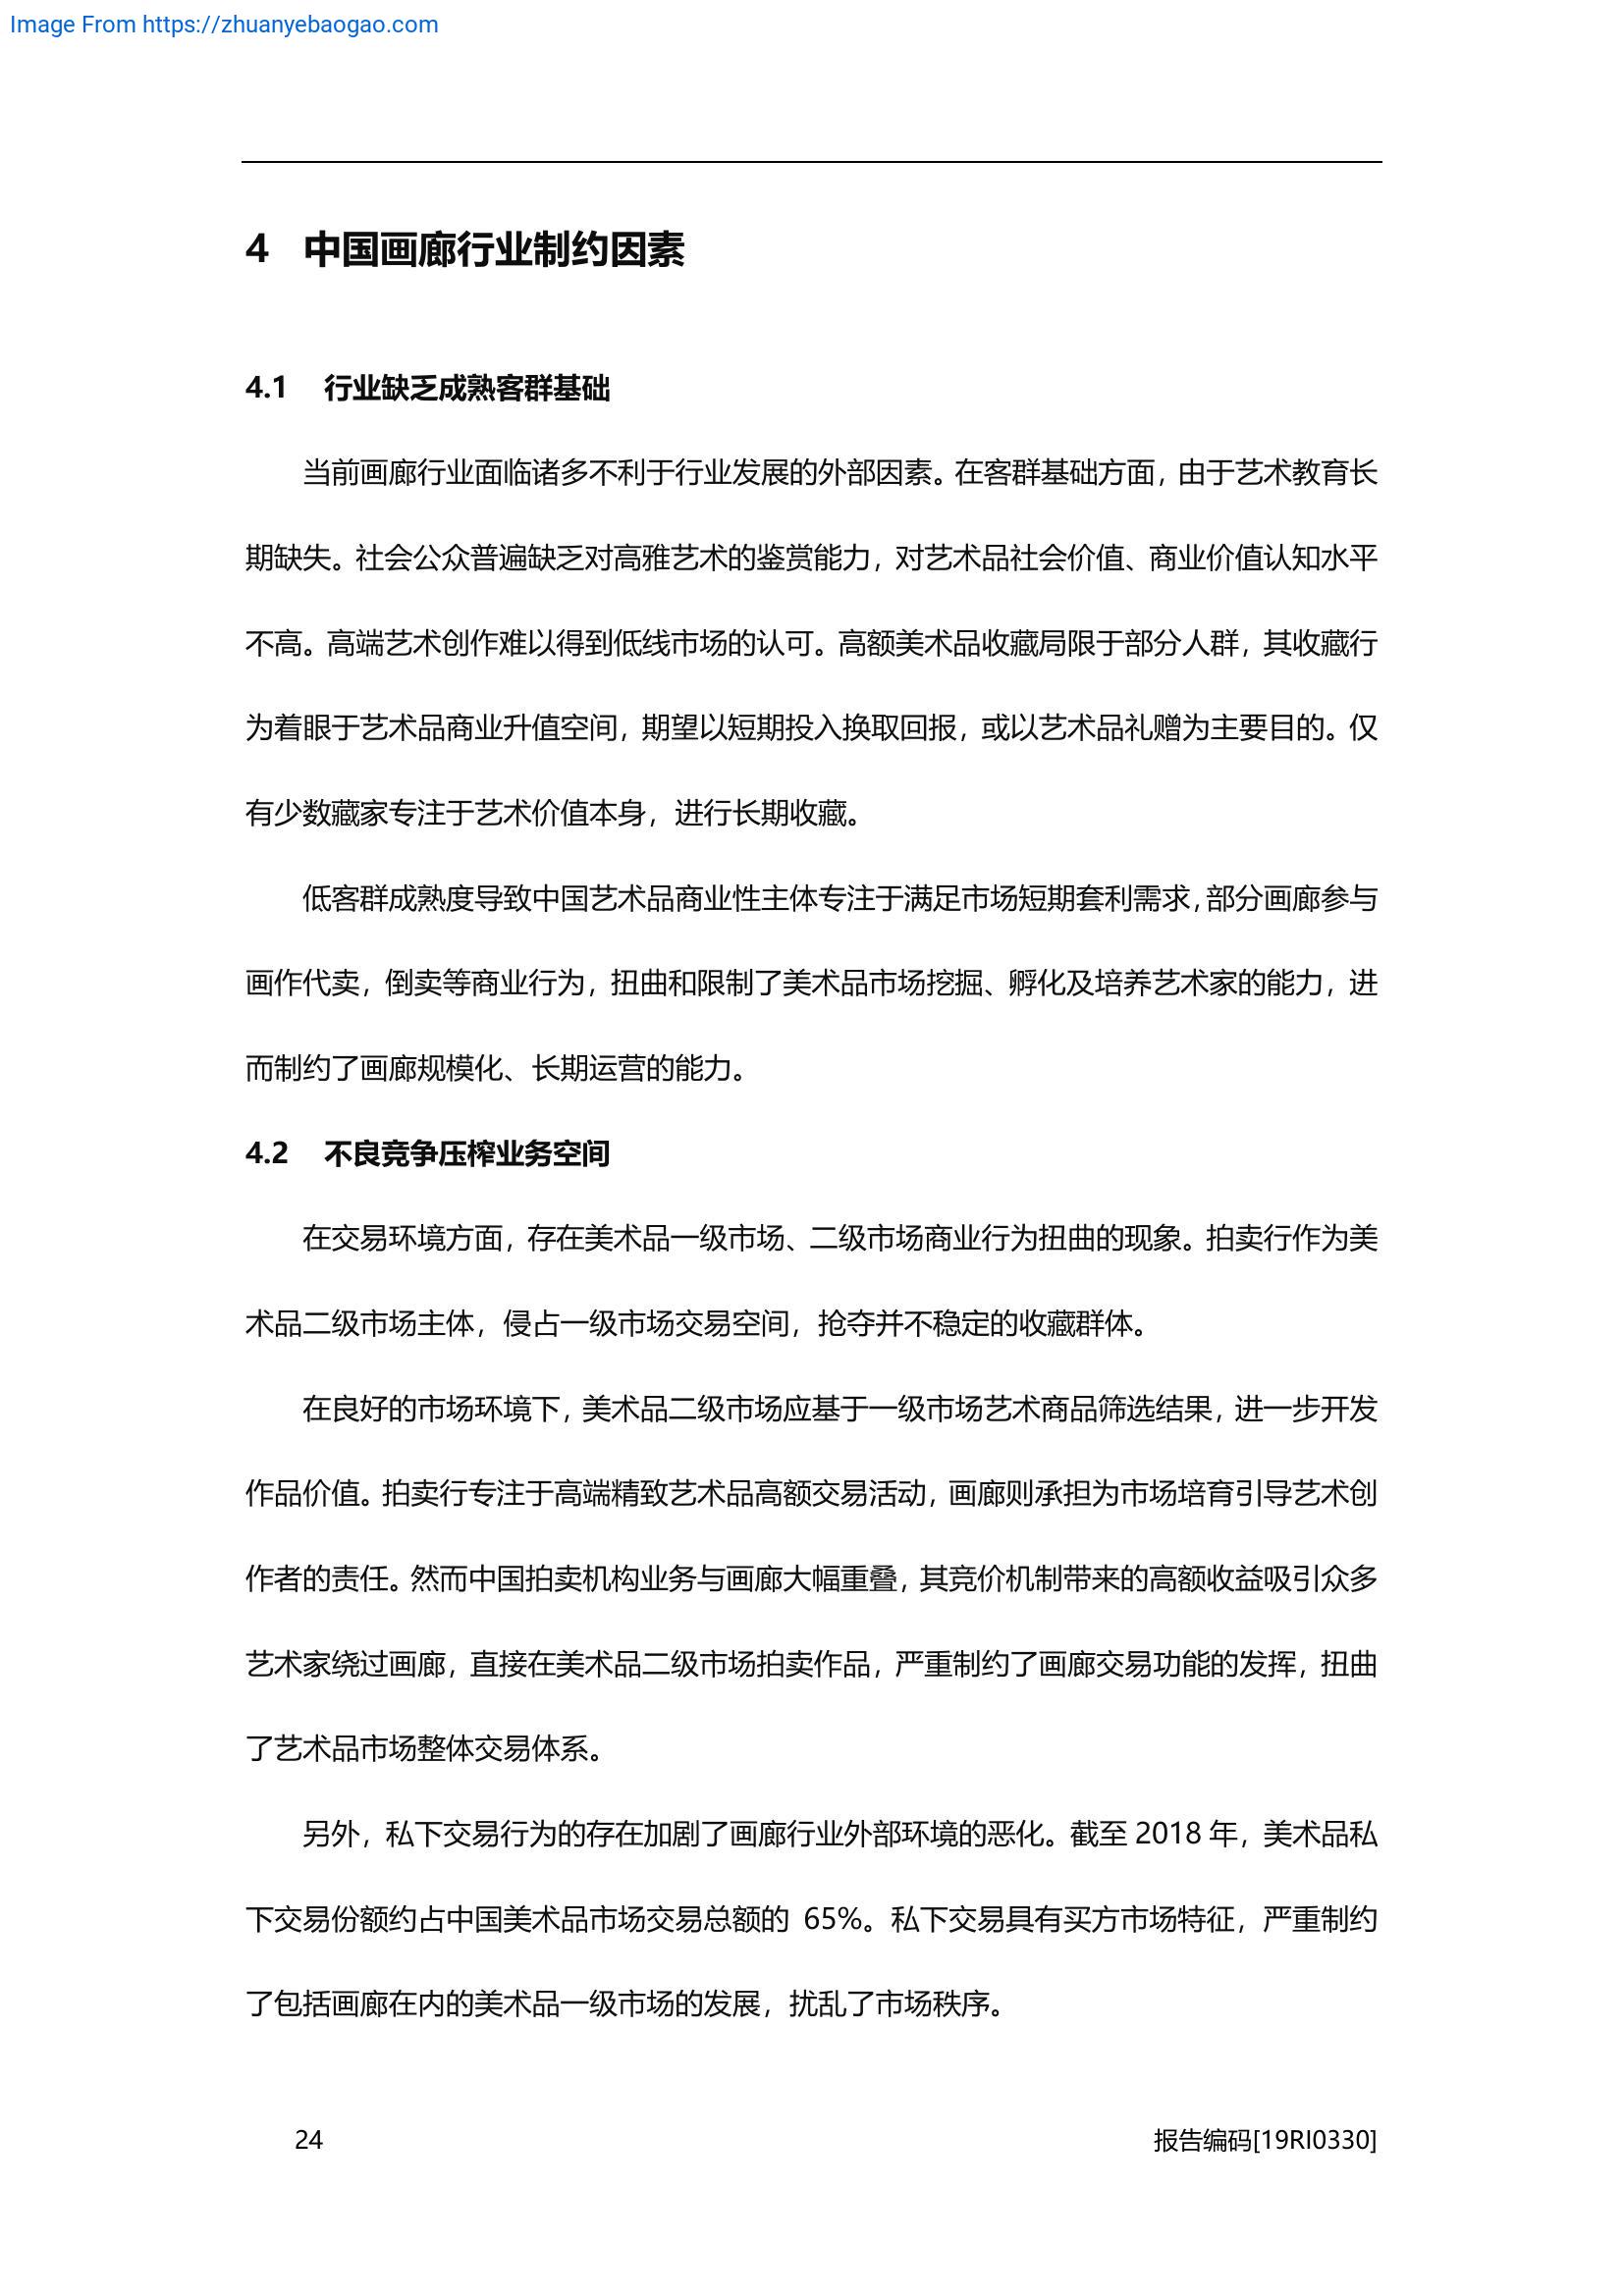 Image From https://zhuanyebaogao.com
4 中国画廊行业制约因素
4.1 行业缺乏成熟客群基础
当前画廊行业面临诸多不利于行业发展的外部因素。在客群基础方面，由于艺术教育长
期缺失。社会公众普遍缺乏对高雅艺术的鉴赏能力，对艺术品社会价值、商业价值认知水平
不高。高端艺术创作难以得到低线市场的认可。高额美术品收藏局限于部分人群，其收藏行
为着眼于艺术品商业升值空间，期望以短期投入换取回报，或以艺术品礼赠为主要目的。仅
有少数藏家专注于艺术价值本身，进行长期收藏。
低客群成熟度导致中国艺术品商业性主体专注于满足市场短期套利需求，部分画廊参与
画作代卖，倒卖等商业行为，扭曲和限制了美术品市场挖掘、孵化及培养艺术家的能力，进
而制约了画廊规模化、长期运营的能力。
4.2 不良竞争压榨业务空间
在交易环境方面，存在美术品一级市场、二级市场商业行为扭曲的现象。拍卖行作为美
术品二级市场主体，侵占一级市场交易空间，抢夺并不稳定的收藏群体。
在良好的市场环境下，美术品二级市场应基于一级市场艺术商品筛选结果，进一步开发
作品价值。拍卖行专注于高端精致艺术品高额交易活动，画廊则承担为市场培育引导艺术创
作者的责任。然而中国拍卖机构业务与画廊大幅重叠，其竞价机制带来的高额收益吸引众多
艺术家绕过画廊，直接在美术品二级市场拍卖作品，严重制约了画廊交易功能的发挥，扭曲
了艺术品市场整体交易体系。
另外，私下交易行为的存在加剧了画廊行业外部环境的恶化。截至 2018 年，美术品私
下交易份额约占中国美术品市场交易总额的 65%。私下交易具有买方市场特征，严重制约
了包括画廊在内的美术品一级市场的发展，扰乱了市场秩序。
24 报告编码[19RI0330]